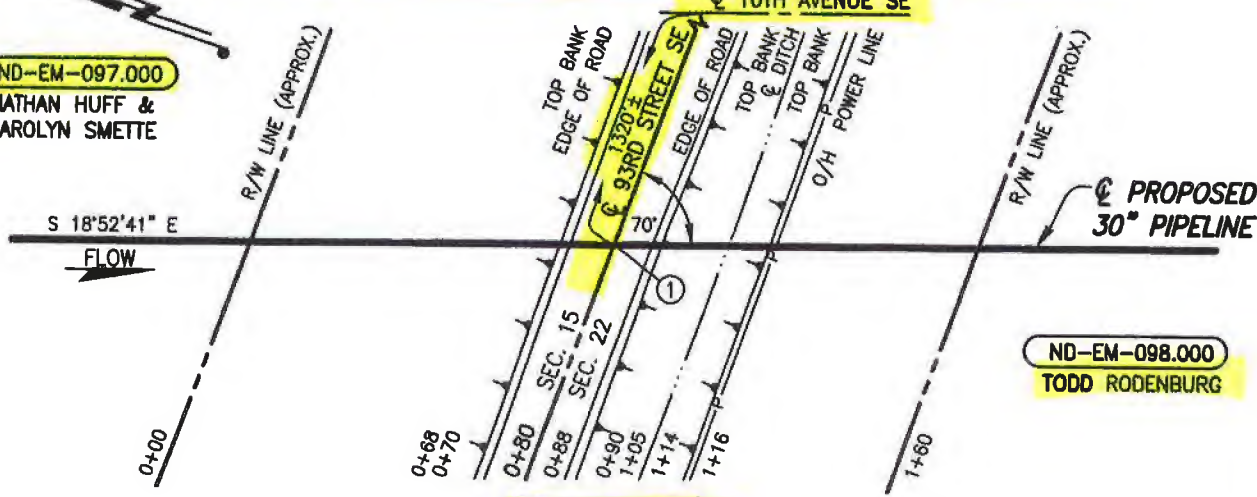 ℄ 10TH AVENUE SE
ND-EM-097.000
NATHAN HUFF &
CAROLYN SMETTE
R/W LINE (APPROX.)
TOP BANK
EDGE OF ROAD
1320'±
℄ 93RD STREET SE
EDGE OF ROAD
TOP BANK
℄ DITCH
TOP BANK
P
O/H POWER LINE
R/W LINE (APPROX.)
℄ PROPOSED
30" PIPELINE
S 18°52'41" E
FLOW
70°
P
1
SEC. 15
SEC. 22
P
ND-EM-098.000
TODD RODENBURG
0+00
0+68
0+70
0+80
0+88
0+90
1+05
1+14
1+16
1+60